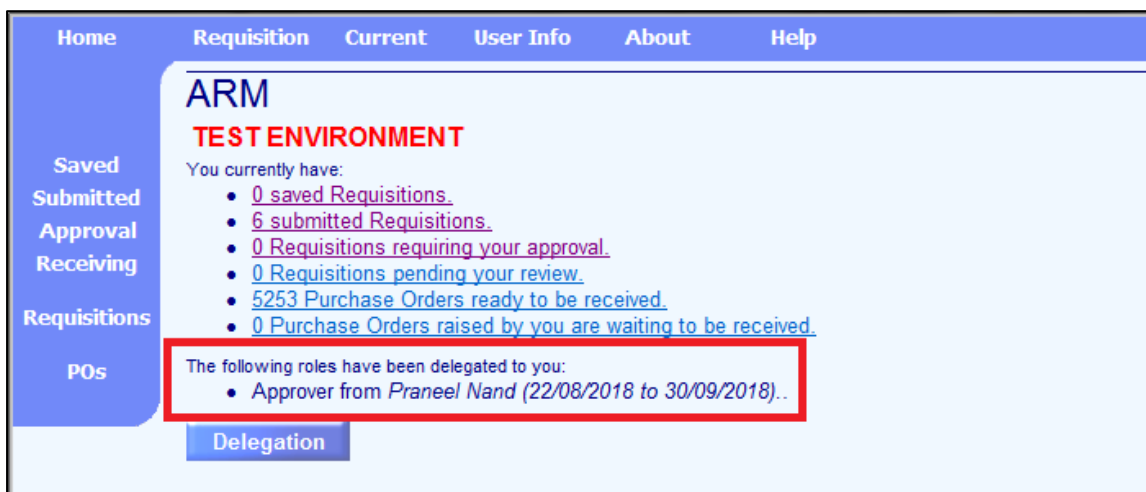 Home Requisition Current User Info About Help
ARM
TEST ENVIRONMENT
You currently have:
0 saved Requisitions.
6 submitted Requisitions.
0 Requisitions requiring your approval.
0 Requisitions pending your review.
5253 Purchase Orders ready to be received.
0 Purchase Orders raised by you are waiting to be received.
The following roles have been delegated to you:
Approver from Praneel Nand (22/08/2018 to 30/09/2018)..
Delegation
Saved
Submitted
Approval
Receiving
Requisitions
POs